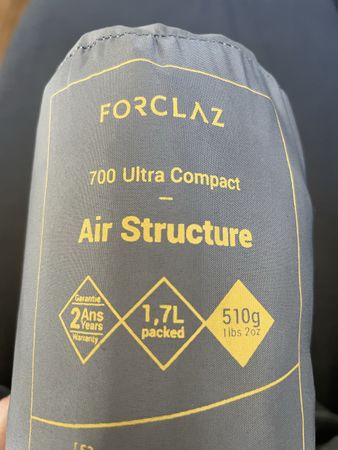 FORCLAZ
700 Ultra Compact
Air Structure
Garantie
2 Ans
Years
Warranty
1,7L
packed
510g
1lbs 2oz